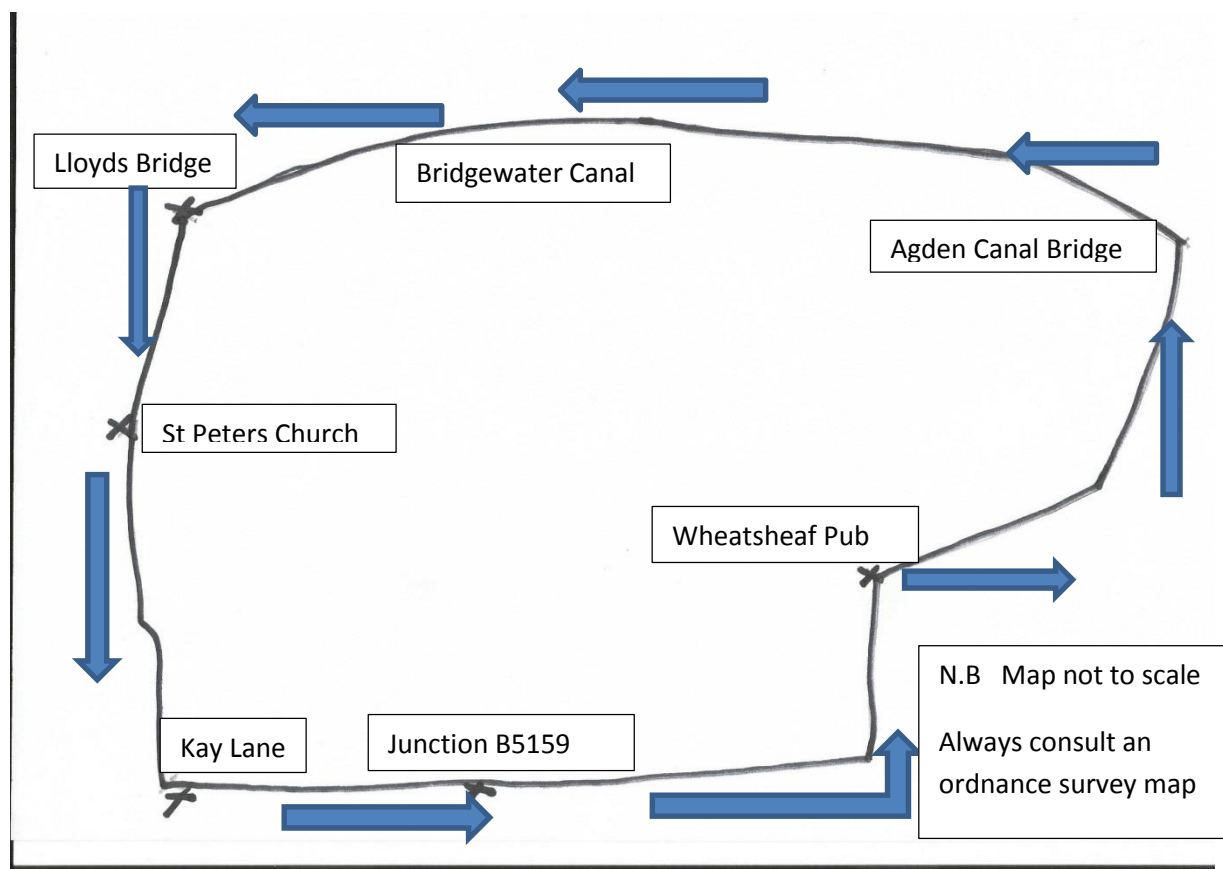 Lloyds Bridge
Bridgewater Canal
Agden Canal Bridge
St Peters Church
Wheatsheaf Pub
N.B   Map not to scale
Always consult an
ordnance survey map
Kay Lane
Junction B5159